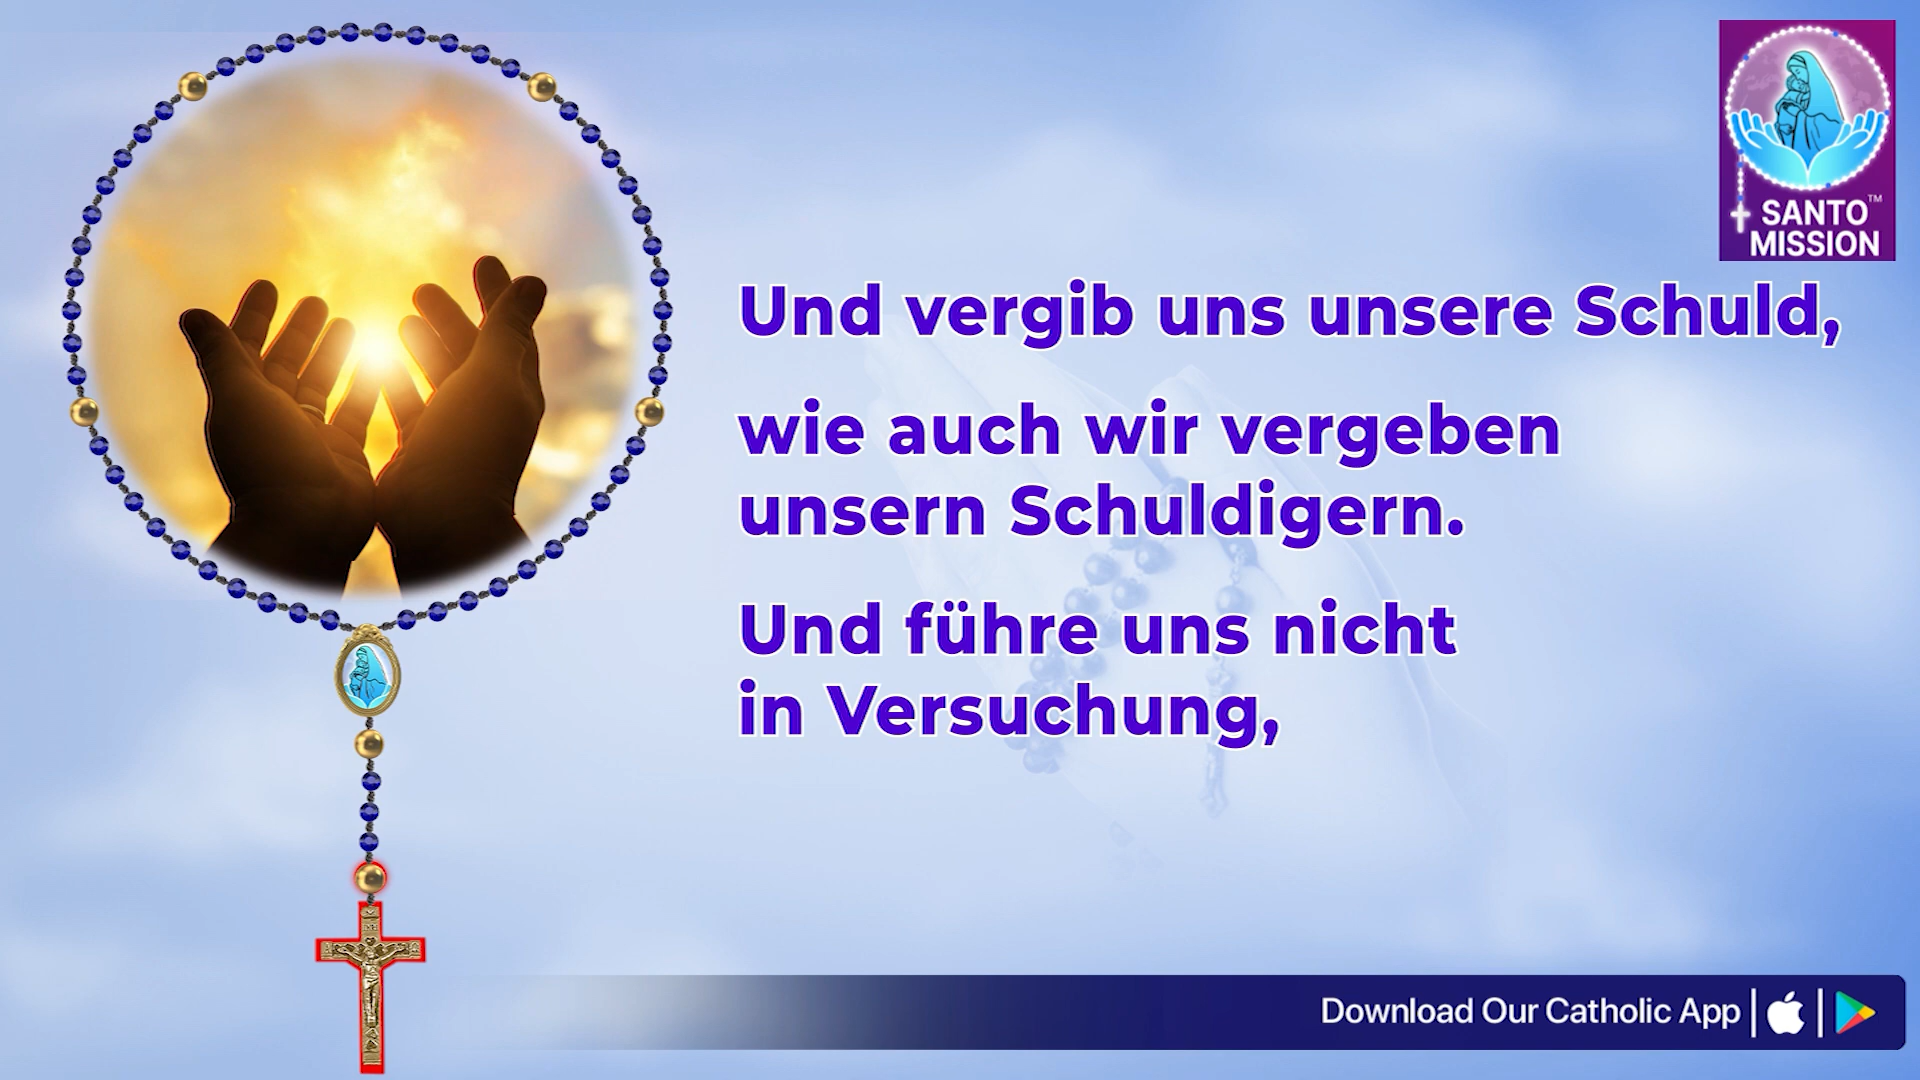 SANTO™
MISSION
Und vergib uns unsere Schuld,
wie auch wir vergeben
unsern Schuldigern.
Und führe uns nicht
in Versuchung,
Download Our Catholic App